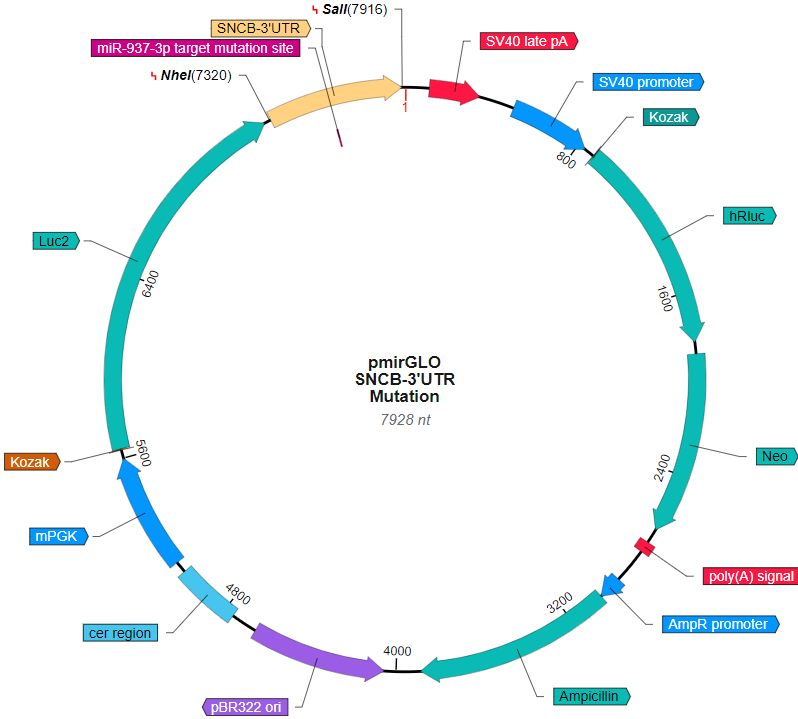 SalI(7916)
SNCB-3'UTR
miR-937-3p target mutation site
NheI(7320)
SV40 late pA
1
SV40 promoter
Kozak
800
hRluc
Luc2
6400
1600
pmirGLO
SNCB-3'UTR
Mutation
7928 nt
Kozak
5600
2400
Neo
mPGK
poly(A) signal
4800
3200
cer region
AmpR promoter
4000
pBR322 ori
Ampicillin